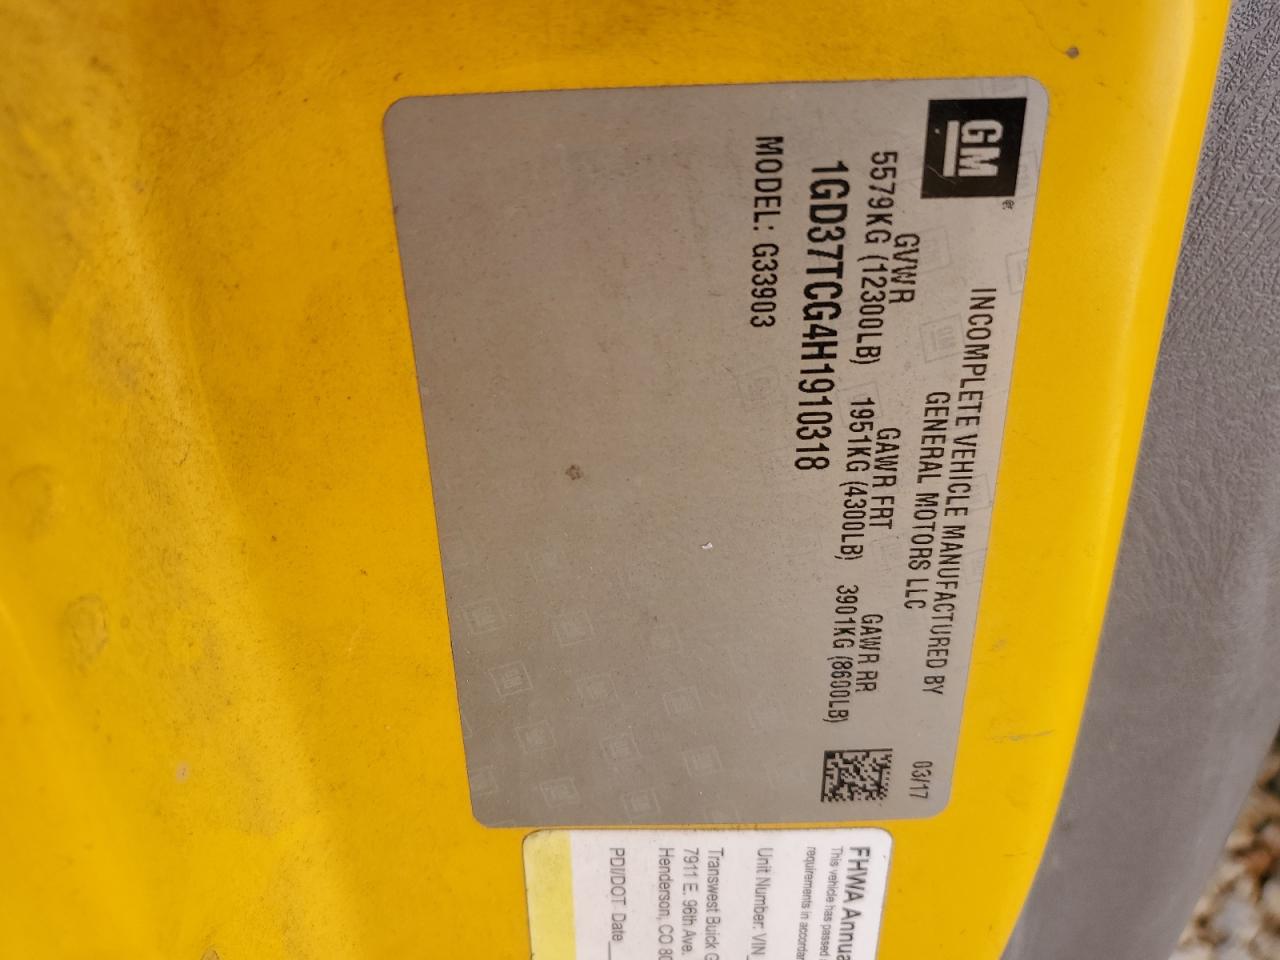 GM
INCOMPLETE VEHICLE MANUFACTURED BY
GENERAL MOTORS LLC
03/17
GVWR GAWR FRT GAWR RR
5579KG (12300LB) 1951KG (4300LB) 3901KG (8600LB)
1GD37TCG4H1910318
MODEL: G33903
FHWA Annua
This vehicle has passed
requirements in accordan
Unit Number: VIN_
Transwest Buick G
7911 E. 96th Ave.
Henderson, CO 80
PDI/DOT Date__